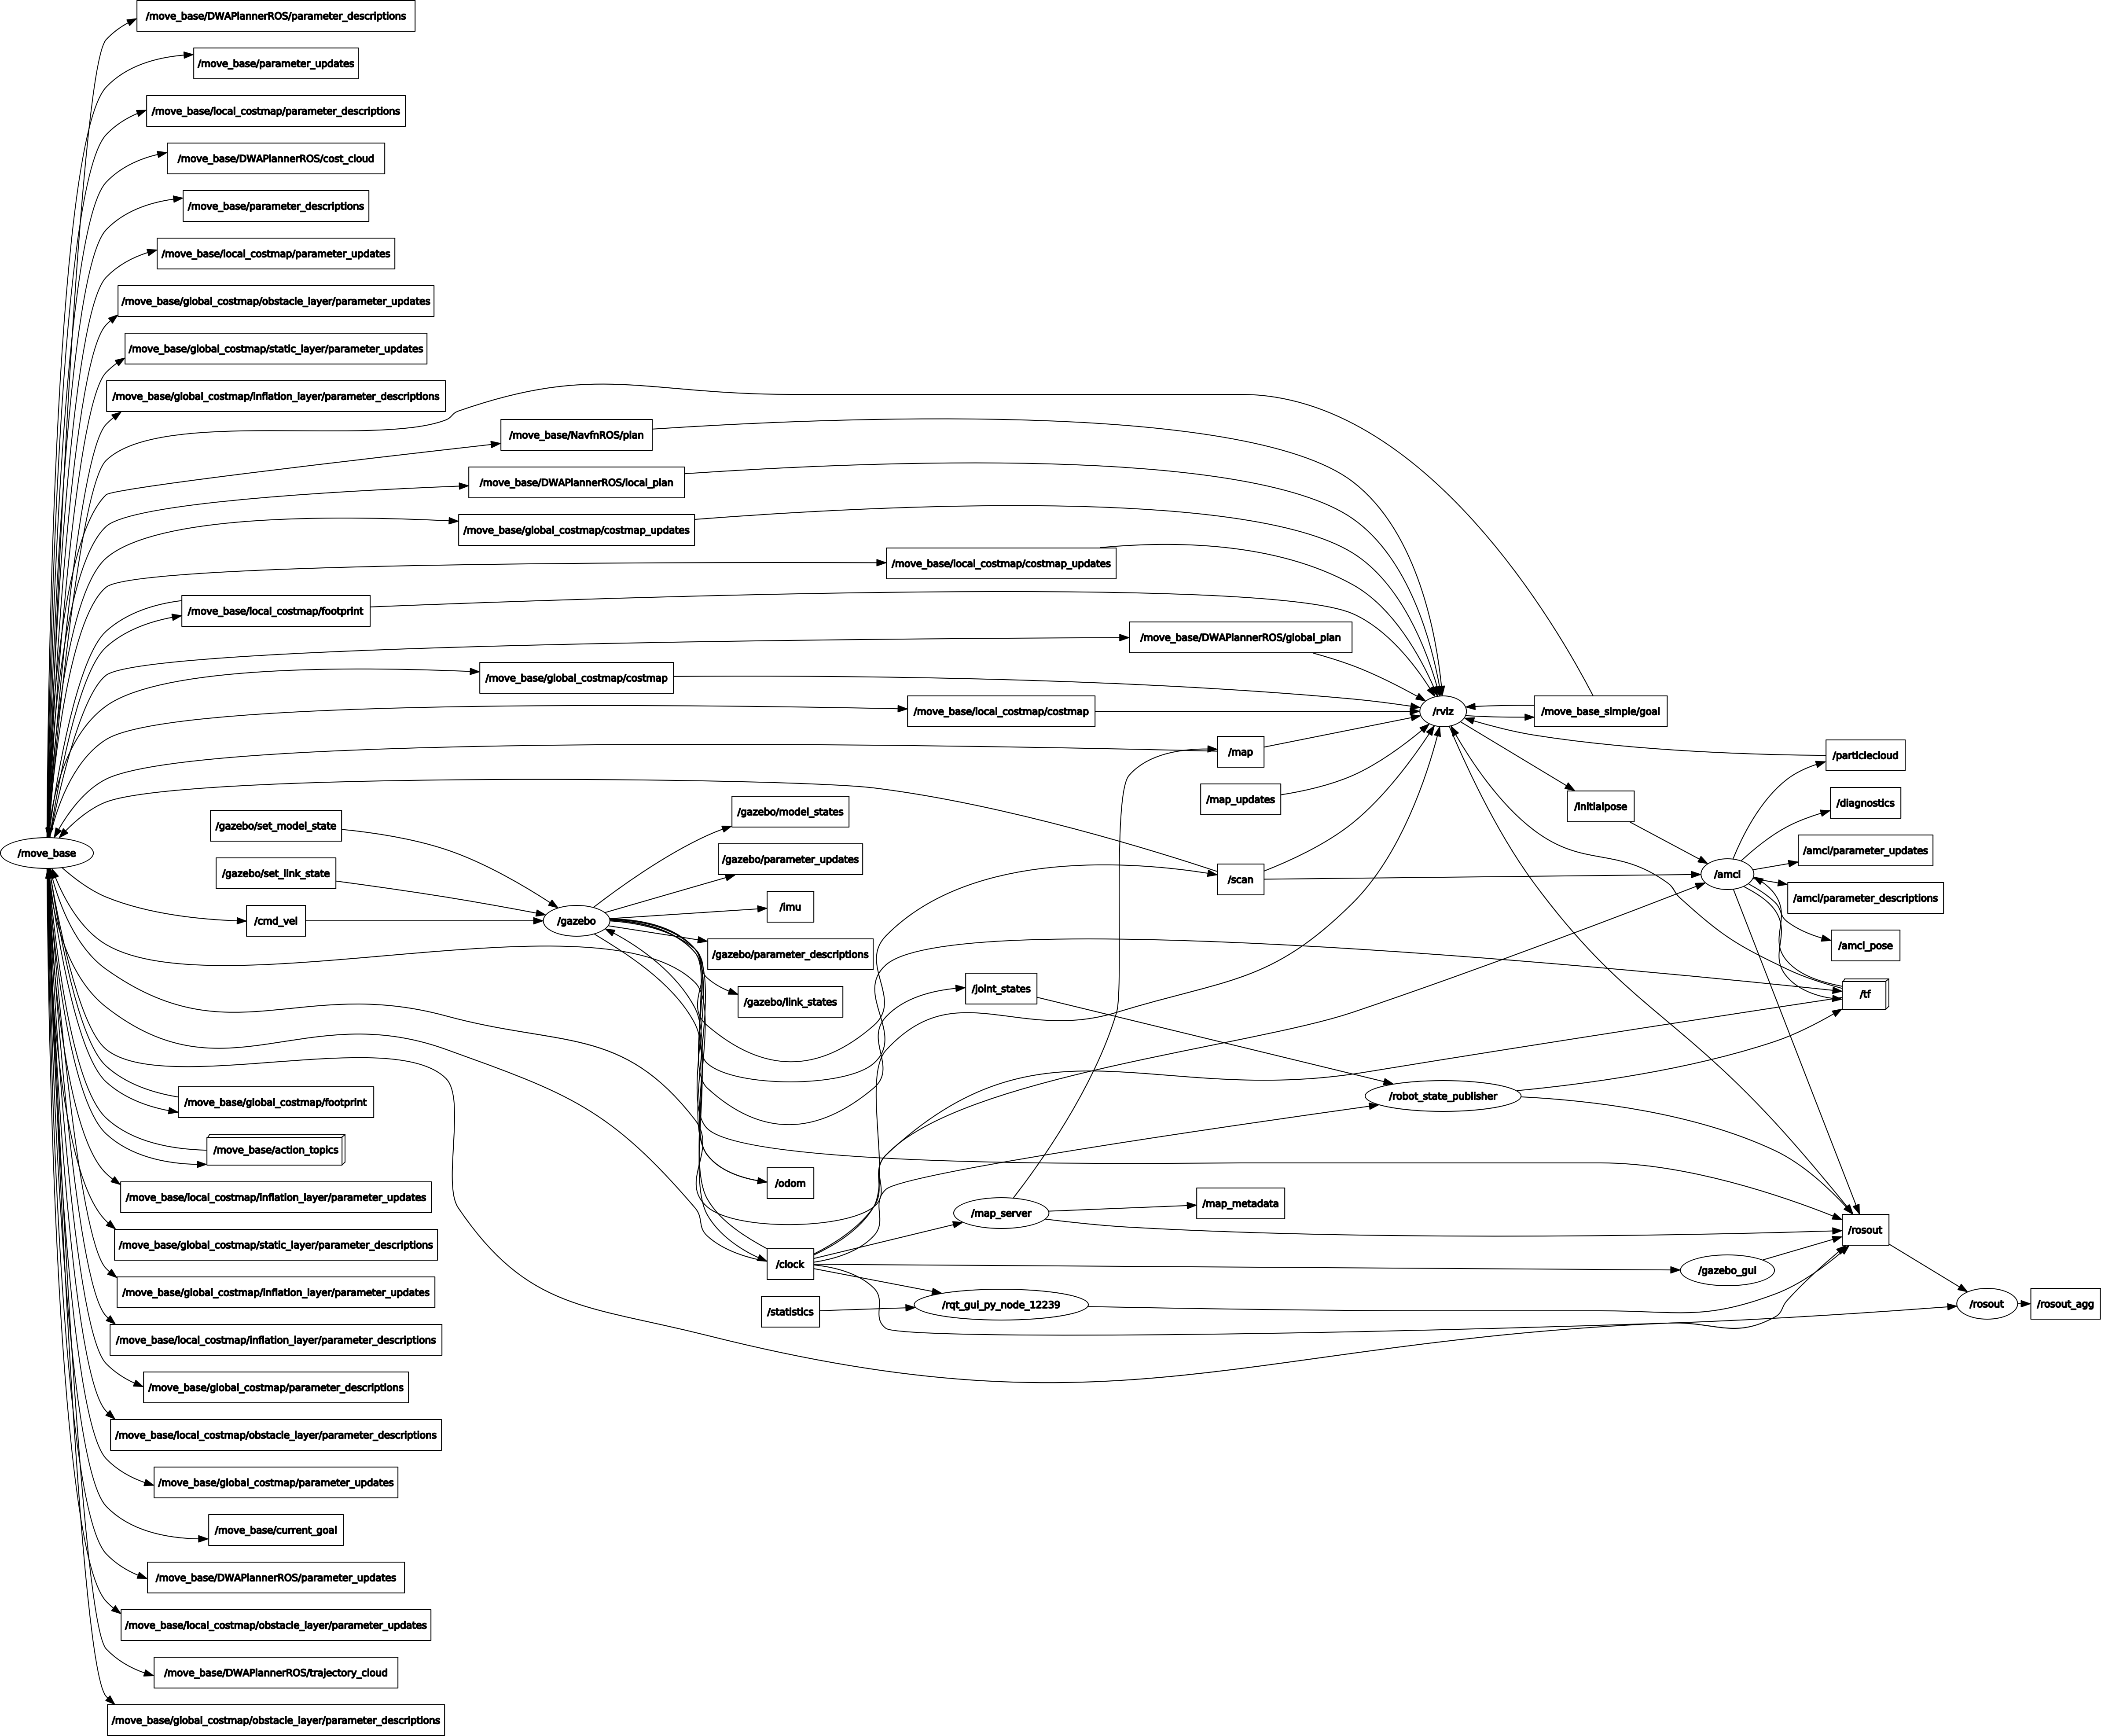 /move_base/DWAPlannerROS/parameter_descriptions
/move_base/parameter_updates
/move_base/local_costmap/parameter_descriptions
/move_base/DWAPlannerROS/cost_cloud
/move_base/parameter_descriptions
/move_base/local_costmap/parameter_updates
/move_base/global_costmap/obstacle_layer/parameter_updates
/move_base/global_costmap/static_layer/parameter_updates
/move_base/global_costmap/inflation_layer/parameter_descriptions
/move_base/NavfnROS/plan
/move_base/DWAPlannerROS/local_plan
/move_base/global_costmap/costmap_updates
/move_base/local_costmap/costmap_updates
/move_base/local_costmap/footprint
/move_base/DWAPlannerROS/global_plan
/move_base/global_costmap/costmap
/move_base/local_costmap/costmap
/rviz
/move_base_simple/goal
/map
/particlecloud
/map_updates
/initialpose
/diagnostics
/gazebo/model_states
/gazebo/set_model_state
/move_base
/gazebo/parameter_updates
/amcl/parameter_updates
/gazebo/set_link_state
/scan
/amcl
/amcl/parameter_descriptions
/imu
/cmd_vel
/gazebo
/amcl_pose
/gazebo/parameter_descriptions
/joint_states
/tf
/gazebo/link_states
/robot_state_publisher
/move_base/global_costmap/footprint
/move_base/action_topics
/odom
/move_base/local_costmap/inflation_layer/parameter_updates
/map_server
/map_metadata
/rosout
/move_base/global_costmap/static_layer/parameter_descriptions
/clock
/gazebo_gui
/move_base/global_costmap/inflation_layer/parameter_updates
/statistics
/rqt_gui_py_node_12239
/rosout
/rosout_agg
/move_base/local_costmap/inflation_layer/parameter_descriptions
/move_base/global_costmap/parameter_descriptions
/move_base/local_costmap/obstacle_layer/parameter_descriptions
/move_base/global_costmap/parameter_updates
/move_base/current_goal
/move_base/DWAPlannerROS/parameter_updates
/move_base/local_costmap/obstacle_layer/parameter_updates
/move_base/DWAPlannerROS/trajectory_cloud
/move_base/global_costmap/obstacle_layer/parameter_descriptions